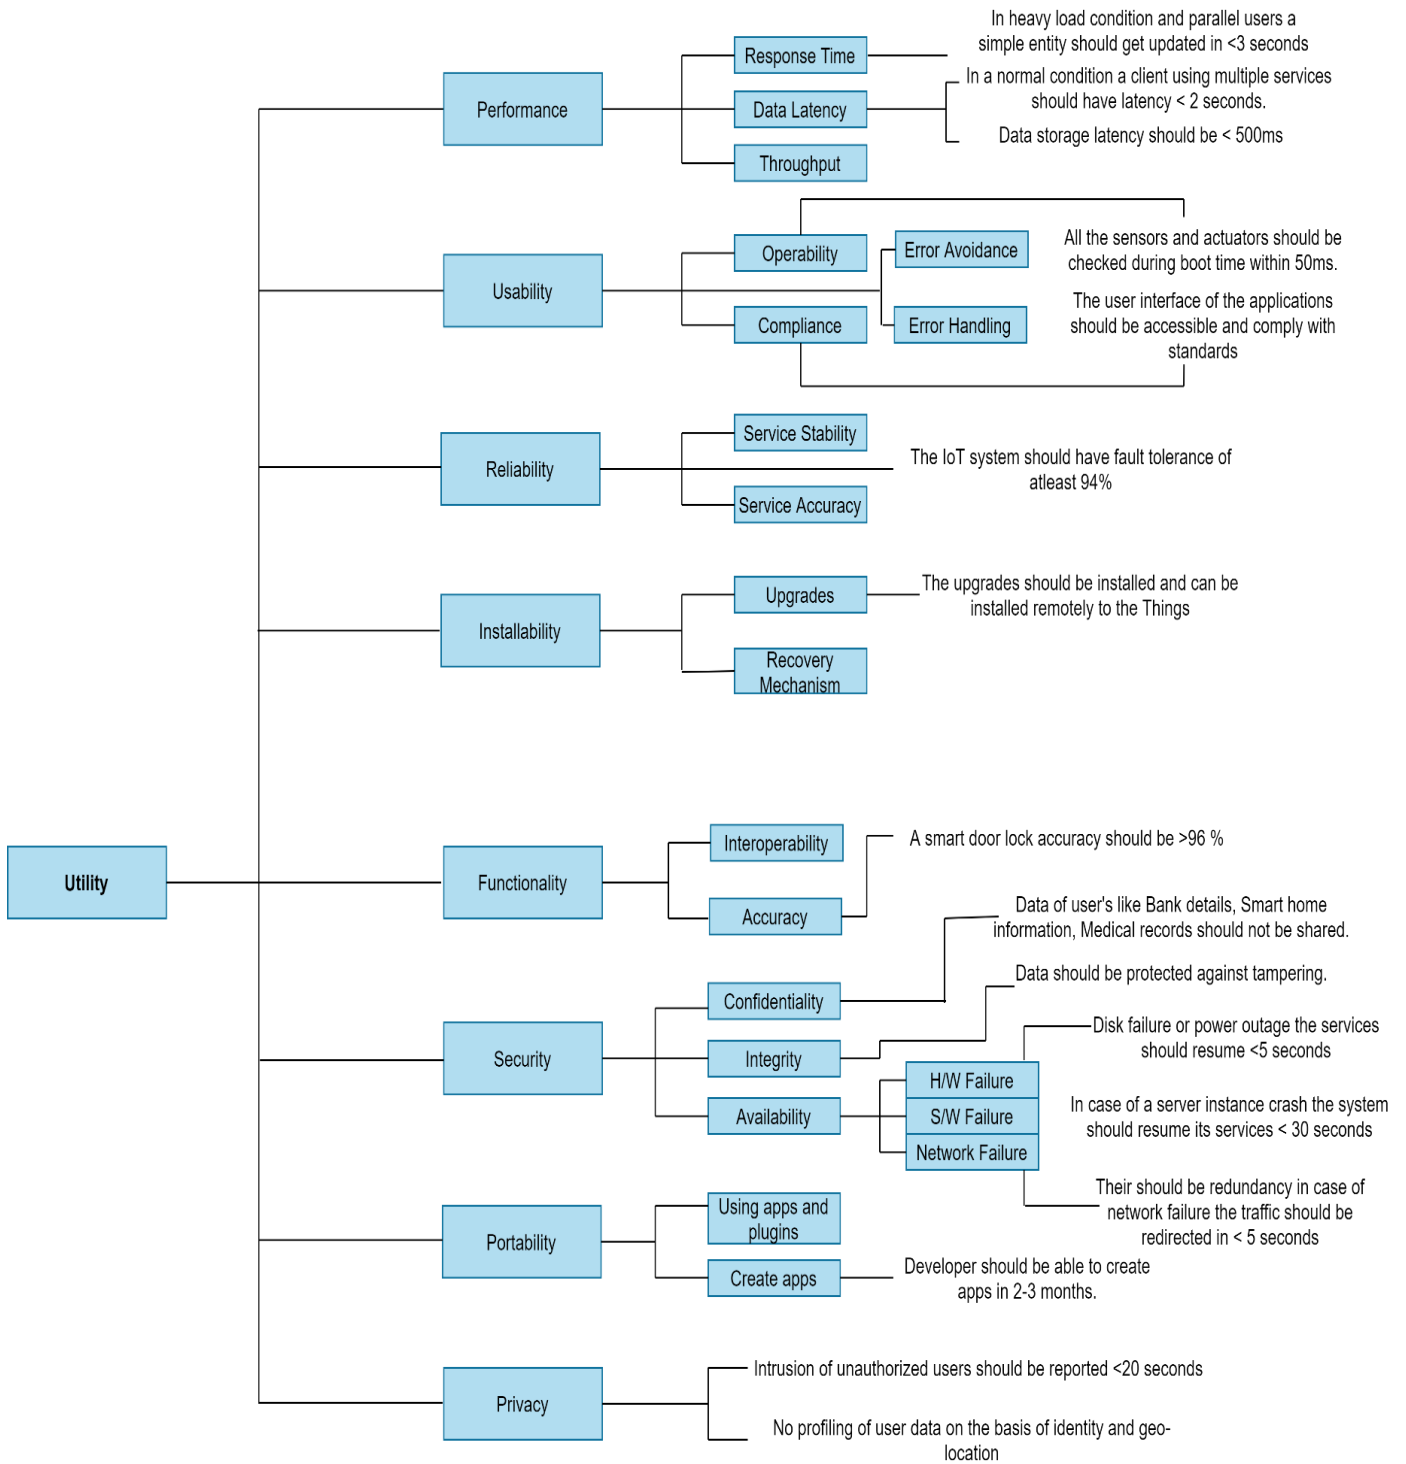 In heavy load condition and parallel users a
simple entity should get updated in <3 seconds
Response Time
In a normal condition a client using multiple services
should have latency < 2 seconds.
Performance
Data Latency
Data storage latency should be < 500ms
Throughput
Operability
Error Avoidance
All the sensors and actuators should be
checked during boot time within 50ms.
Usability
The user interface of the applications
should be accessible and comply with
standards
Compliance
Error Handling
Service Stability
Reliability
The IoT system should have fault tolerance of
atleast 94%
Service Accuracy
Upgrades
The upgrades should be installed and can be
installed remotely to the Things
Installability
Recovery
Mechanism
Utility
Functionality
Interoperability
A smart door lock accuracy should be >96 %
Accuracy
Data of user's like Bank details, Smart home
information, Medical records should not be shared.
Confidentiality
Data should be protected against tampering.
Security
Integrity
Disk failure or power outage the services
should resume <5 seconds
Availability
H/W Failure
S/W Failure
Network Failure
In case of a server instance crash the system
should resume its services < 30 seconds
Their should be redundancy in case of
network failure the traffic should be
redirected in < 5 seconds
Using apps and
plugins
Portability
Create apps
Developer should be able to create
apps in 2-3 months.
Privacy
Intrusion of unauthorized users should be reported <20 seconds
No profiling of user data on the basis of identity and geo-
location